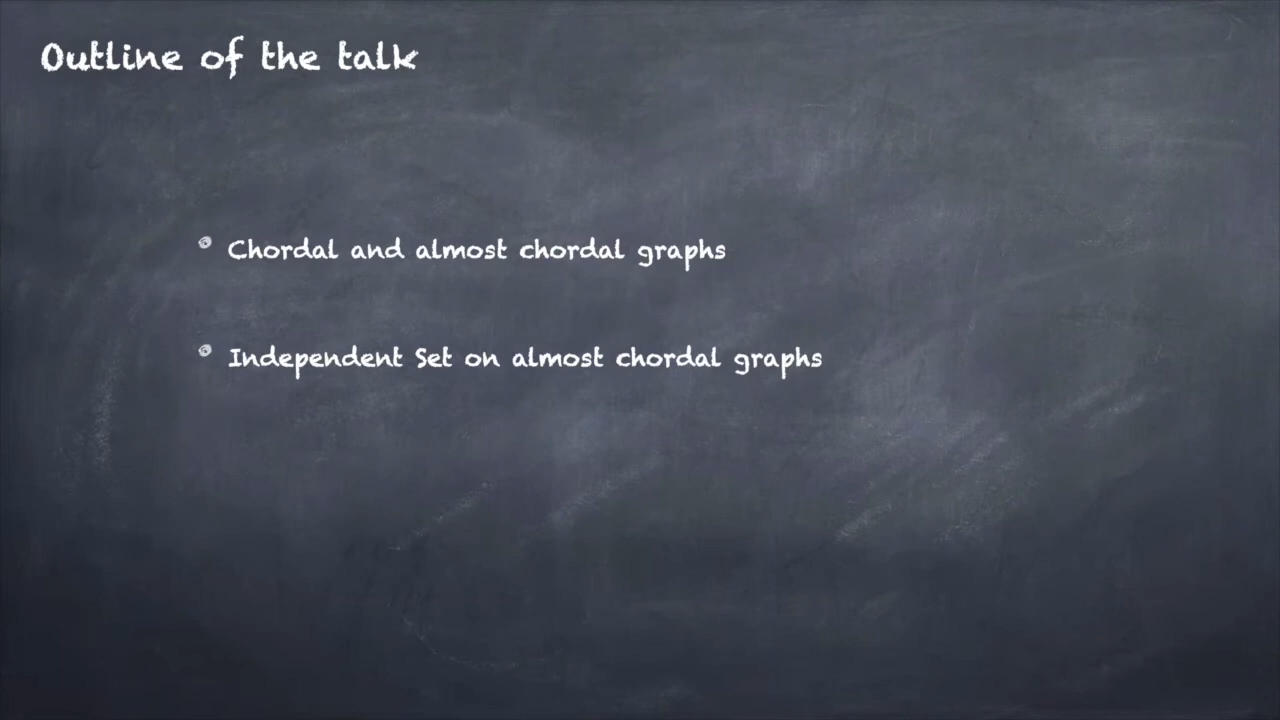 Outline of the talk
Chordal and almost chordal graphs
Independent Set on almost chordal graphs